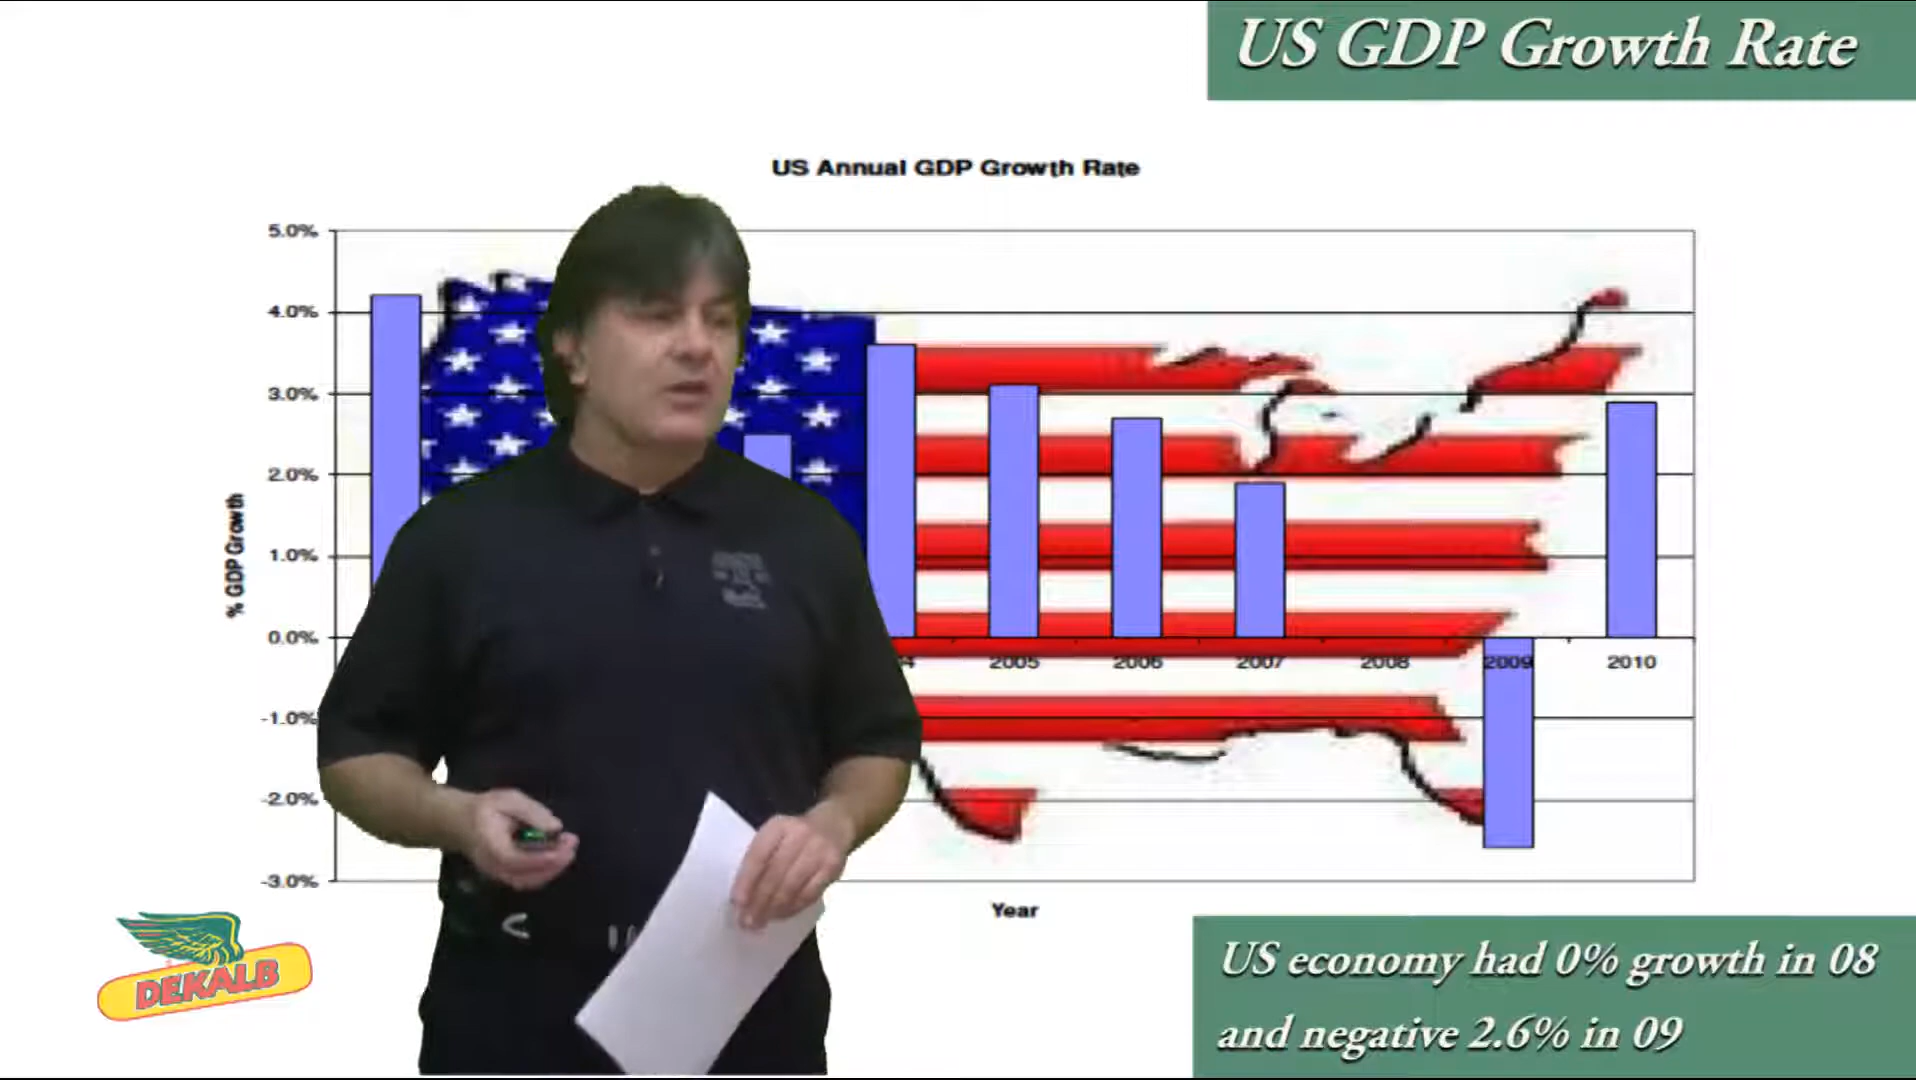 US GDP Growth Rate
US Annual GDP Growth Rate
5.0%
4.0%
3.0%
2.0%
1.0%
0.0%
-1.0%
-2.0%
-3.0%
% GDP Growth
4 2005 2006 2007 2008 2009 2010
Year
DEKALB
US economy had 0% growth in 08
and negative 2.6% in 09